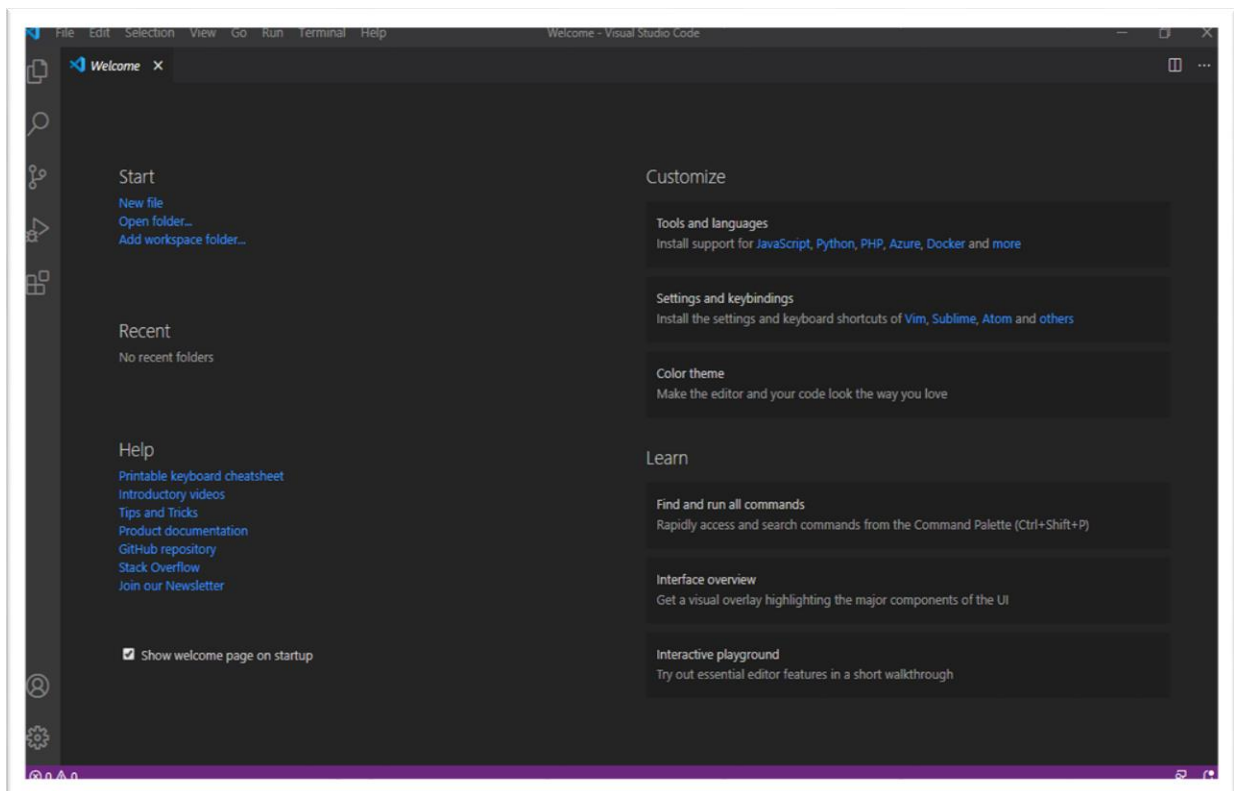 File Edit Selection View Go Run Terminal Help
Welcome - Visual Studio Code
Welcome
Start
New file
Open folder...
Add workspace folder...
Recent
No recent folders
Help
Printable keyboard cheatsheet
Introductory videos
Tips and Tricks
Product documentation
GitHub repository
Stack Overflow
Join our Newsletter
Show welcome page on startup
Customize
Tools and languages
Install support for JavaScript, Python, PHP, Azure, Docker and more
Settings and keybindings
Install the settings and keyboard shortcuts of Vim, Sublime, Atom and others
Color theme
Make the editor and your code look the way you love
Learn
Find and run all commands
Rapidly access and search commands from the Command Palette (Ctrl+Shift+P)
Interface overview
Get a visual overlay highlighting the major components of the UI
Interactive playground
Try out essential editor features in a short walkthrough
0 0